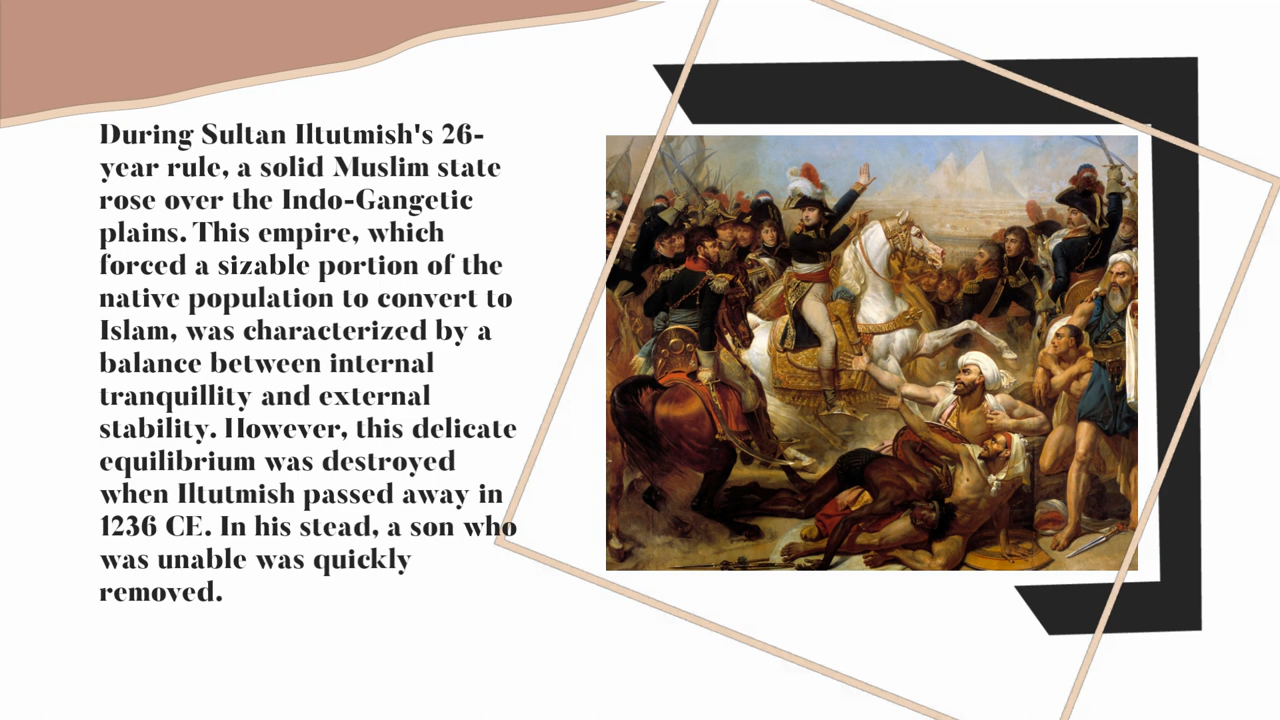 During Sultan Iltutmish's 26-
year rule, a solid Muslim state
rose over the Indo-Gangetic
plains. This empire, which
forced a sizable portion of the
native population to convert to
Islam, was characterized by a
balance between internal
tranquillity and external
stability. However, this delicate
equilibrium was destroyed
when Iltutmish passed away in
1236 CE. In his stead, a son who
was unable was quickly
removed.